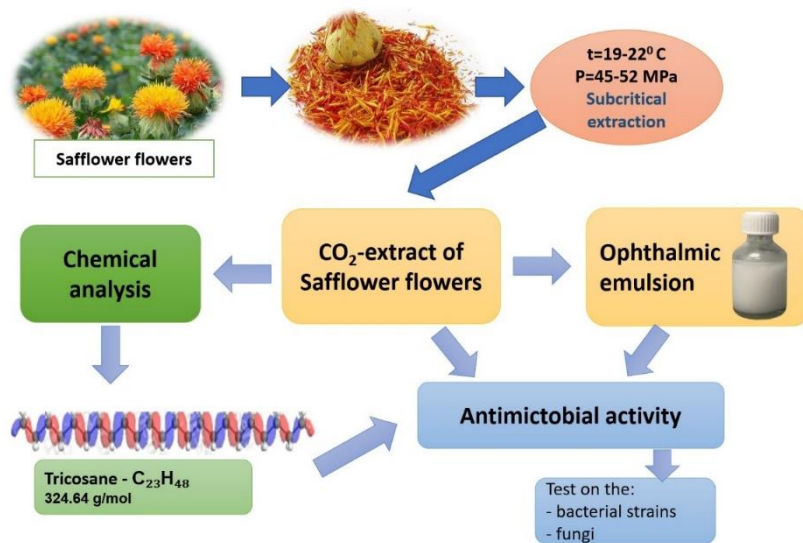 t=19-22⁰ C
P=45-52 MPa
Subcritical
extraction
Safflower flowers
Chemical
analysis
CO₂-extract of
Safflower flowers
Ophthalmic
emulsion
Antimictobial activity
Tricosane - C₂₃H₄₈
324.64 g/mol
Test on the:
- bacterial strains
- fungi